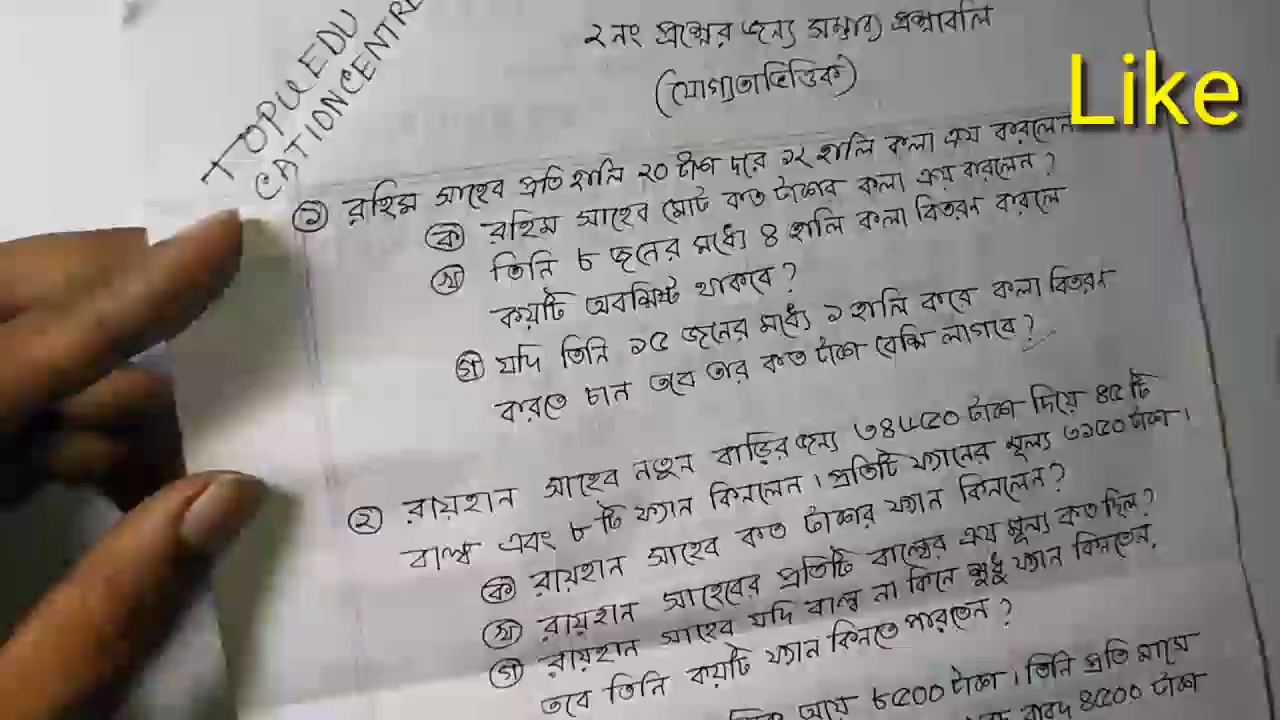 TOPU EDU
CATION CENTRE
২নং প্রশ্নের জন্য সম্ভাব্য প্রশ্নাবলি
(যোগ্যতাভিত্তিক)
Like
১ রহিম সাহেব প্রতি হালি ২০ টাকা দরে ১২ হালি কলা ক্রয় করলেন
ক রহিম সাহেব মোট কত টাকার কলা ক্রয় করলেন?
খ তিনি ৮ জনের মধ্যে ৪ হালি কলা বিতরন করলে
কয়টি অবশিষ্ট থাকবে?
গ যদি তিনি ১৫ জনের মধ্যে ১ হালি করে কলা বিতরন
করতে চান তবে তার কত টাকা বেশি লাগবে?
২ রায়হান সাহেব নতুন বাড়ির জন্য ৩৪৬৫০ টাকা দিয়ে ৪৫ টি
বাল্ব এবং ৮ টি ফ্যান কিনলেন। প্রতিটি ফ্যানের মূল্য ৩১৫০ টাকা।
ক রায়হান সাহেব কত টাকার ফ্যান কিনলেন?
খ রায়হান সাহেবের প্রতিটি বাল্বের ক্রয় মূল্য কত ছিল?
গ রায়হান সাহেব যদি বাল্ব না কিনে শুধু ফ্যান কিনতেন,
তবে তিনি কয়টি ফ্যান কিনতে পারতেন?
আয় ৮৫০০ টাকা। তিনি প্রতি মাসে
বাবদ ৪৫০০ টাকা